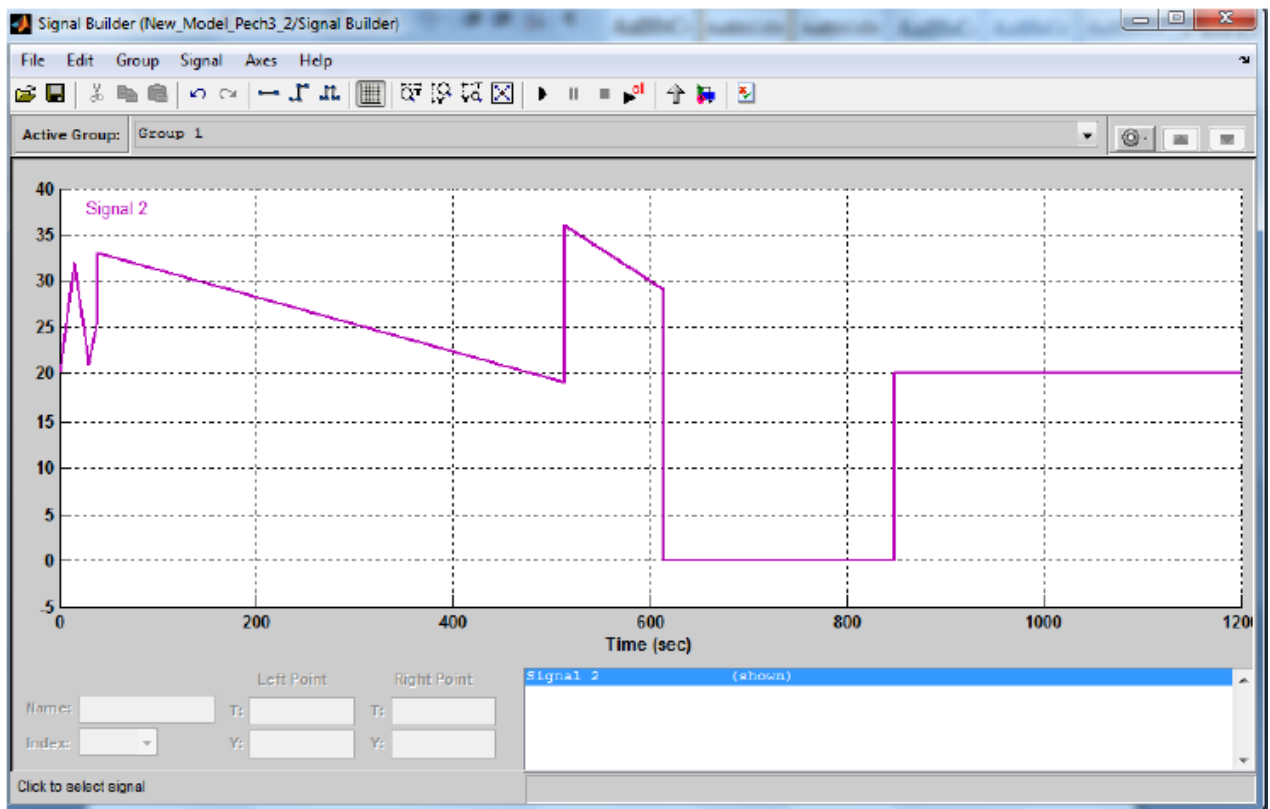 Signal Builder (New_Model_Pech3_2/Signal Builder)
File Edit Group Signal Axes Help
Active Group: Group 1
40
Signal 2
35
30
25
20
15
10
5
0
-5
0 200 400 600 800 1000 120
Time (sec)
Left Point Right Point
Signal 2 (shown)
Name: T: T:
Index: Y: Y:
Click to select signal